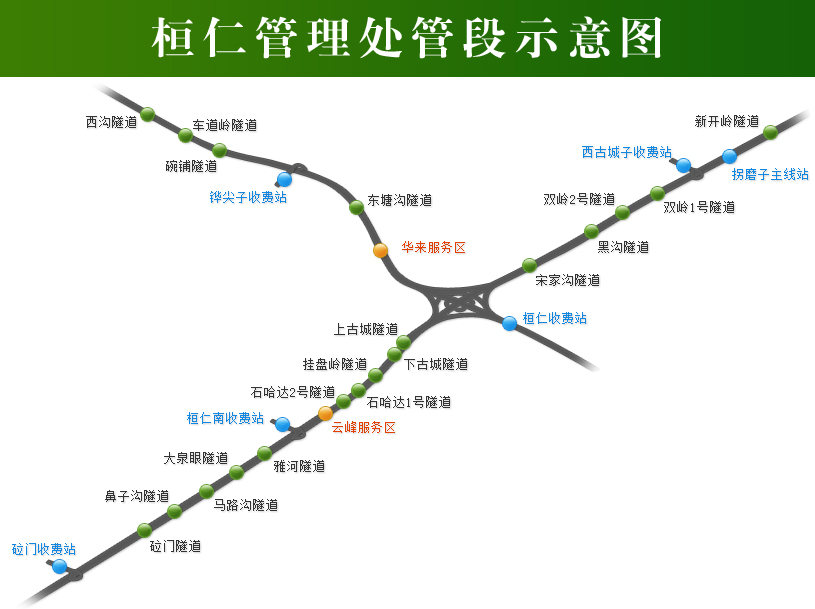 桓仁管理处管段示意图
西沟隧道
车道岭隧道
碗铺隧道
铧尖子收费站
东塘沟隧道
华来服务区
新开岭隧道
西古城子收费站
拐磨子主线站
双岭2号隧道
双岭1号隧道
黑沟隧道
宋家沟隧道
桓仁收费站
上古城隧道
下古城隧道
挂盘岭隧道
石哈达2号隧道
石哈达1号隧道
桓仁南收费站
云峰服务区
大泉眼隧道
雅河隧道
鼻子沟隧道
马路沟隧道
砬门收费站
砬门隧道